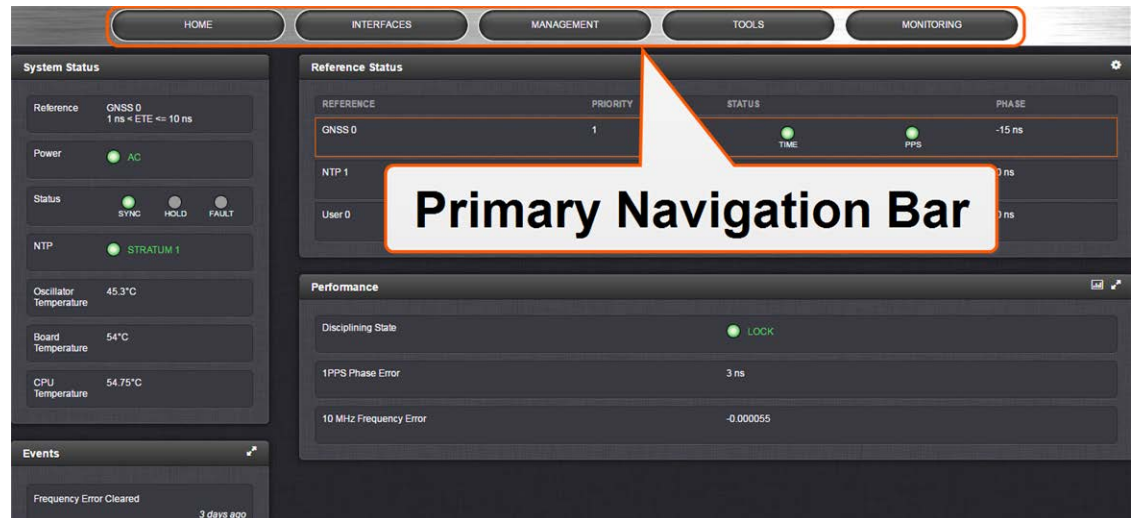 HOME INTERFACES MANAGEMENT TOOLS MONITORING
System Status
Reference GNSS 0
1 ns < ETE <= 10 ns
Power AC
Status SYNC HOLD FAULT
NTP STRATUM 1
Oscillator Temperature 45.3°C
Board Temperature 54°C
CPU Temperature 54.75°C
Events
Frequency Error Cleared
3 days ago
Reference Status
REFERENCE PRIORITY STATUS PHASE
GNSS 0 1 TIME PPS -15 ns
NTP 1 0 ns
User 0 0 ns
Primary Navigation Bar
Performance
Disciplining State LOCK
1PPS Phase Error 3 ns
10 MHz Frequency Error -0.000055